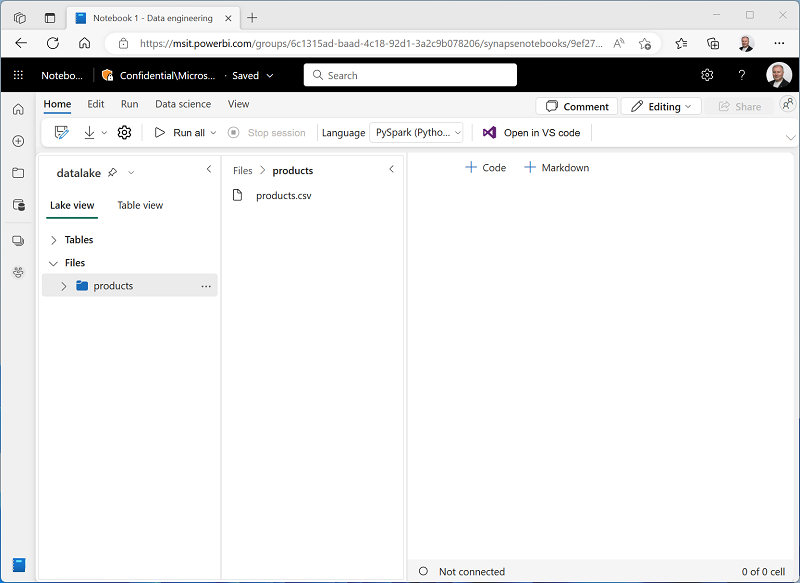 Notebook 1 - Data engineering
https://msit.powerbi.com/groups/6c1315ad-baad-4c18-92d1-3a2c9b078206/synapsenotebooks/9ef27...
Notebo... Confidential\Micros... · Saved Search ?
Home Edit Run Data science View Comment Editing Share
Run all Stop session Language PySpark (Pytho... Open in VS code
datalake
Lake view Table view
Tables
Files
products
Files > products
products.csv
+ Code + Markdown
Not connected 0 of 0 cell